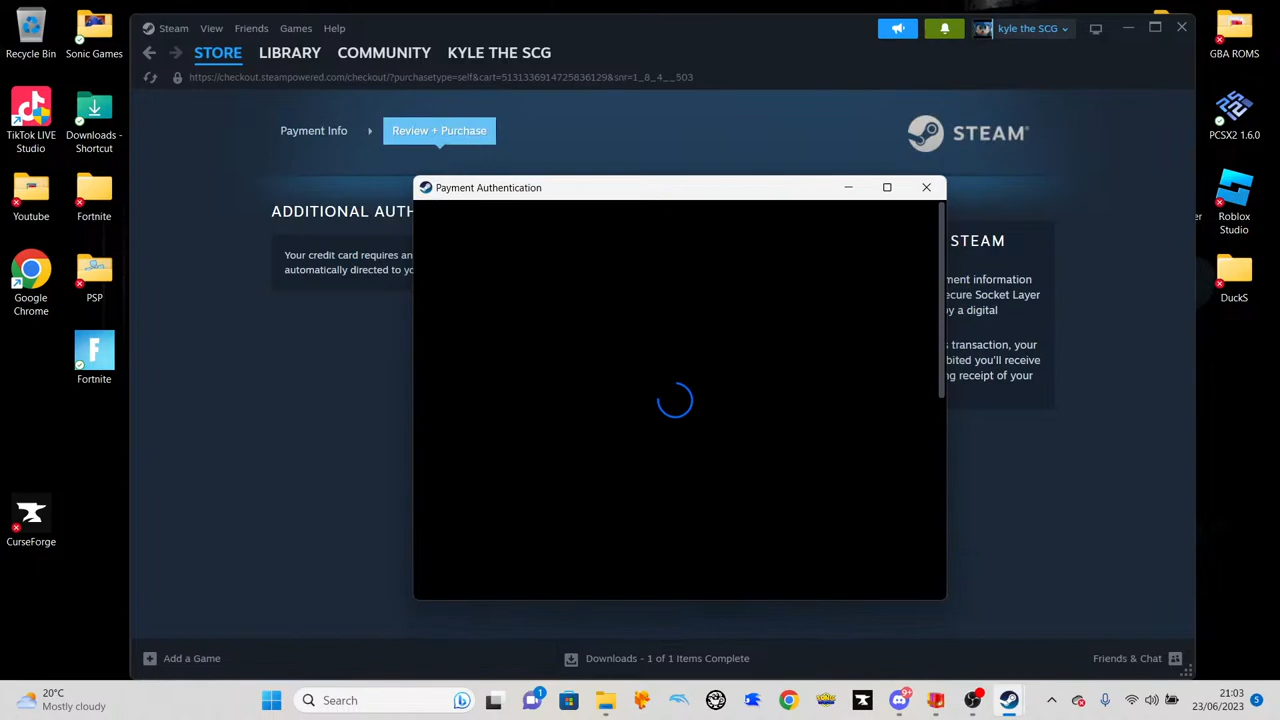 Recycle Bin
Sonic Games
TikTok LIVE
Studio
Downloads -
Shortcut
Youtube
Fortnite
Google
Chrome
PSP
Fortnite
CurseForge
Steam View Friends Games Help
kyle the SCG
STORE LIBRARY COMMUNITY KYLE THE SCG
https://checkout.steampowered.com/checkout/?purchasetype=self&cart=5131336914725836129&snr=1_8_4__503
Payment Info
Review + Purchase
STEAM
ADDITIONAL AUTH
Your credit card requires an
automatically directed to yo
Payment Authentication
STEAM
ment information
ecure Socket Layer
by a digital
s transaction, your
bited you'll receive
ng receipt of your
Add a Game
Downloads - 1 of 1 Items Complete
Friends & Chat
GBA ROMS
PCSX2 1.6.0
er
Roblox
Studio
DuckS
20°C
Mostly cloudy
Search
1
9+
21:03
23/06/2023
5